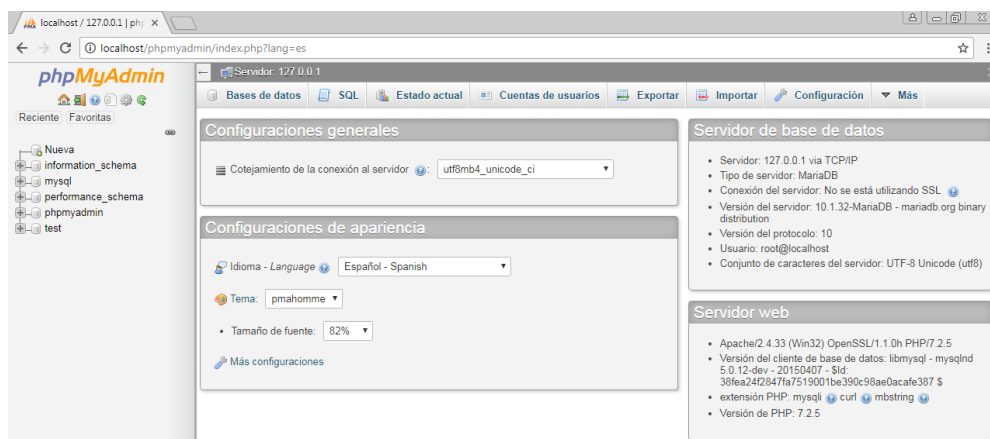 localhost / 127.0.0.1 | php
localhost/phpmyadmin/index.php?lang=es
phpMyAdmin
Reciente Favoritas
Nueva
information_schema
mysql
performance_schema
phpmyadmin
test
Servidor: 127.0.0.1
Bases de datos SQL Estado actual Cuentas de usuarios Exportar Importar Configuración Más
Configuraciones generales
Cotejamiento de la conexión al servidor : utf8mb4_unicode_ci
Configuraciones de apariencia
Idioma - Language Español - Spanish
Tema: pmahomme
Tamaño de fuente: 82%
Más configuraciones
Servidor de base de datos
Servidor: 127.0.0.1 via TCP/IP
Tipo de servidor: MariaDB
Conexión del servidor: No se está utilizando SSL
Versión del servidor: 10.1.32-MariaDB - mariadb.org binary
distribution
Versión del protocolo: 10
Usuario: root@localhost
Conjunto de caracteres del servidor: UTF-8 Unicode (utf8)
Servidor web
Apache/2.4.33 (Win32) OpenSSL/1.1.0h PHP/7.2.5
Versión del cliente de base de datos: libmysql - mysqlnd
5.0.12-dev - 20150407 - $Id:
38fea24f2847fa7519001be390c98ae0acafe387 $
extensión PHP: mysqli curl mbstring
Versión de PHP: 7.2.5